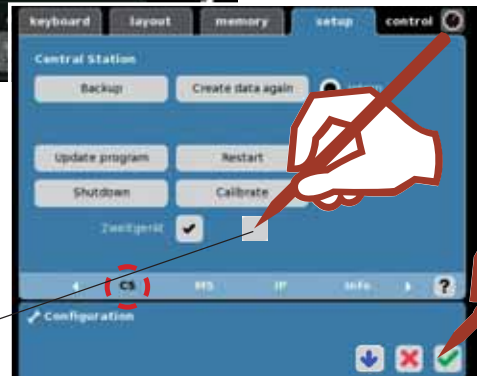 keyboard layout memory setup control
Central Station
Backup Create data again
Update program Restart
Shutdown Calibrate
Zweitgerät
CS MS IP Info ?
Configuration